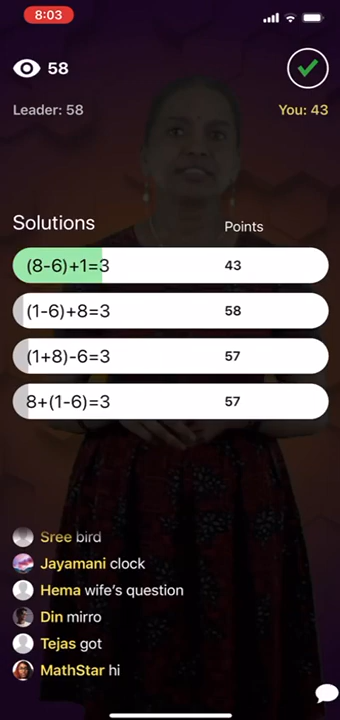 8:03
58
Leader: 58
You: 43
Solutions
Points
(8-6)+1=3 43
(1-6)+8=3 58
(1+8)-6=3 57
8+(1-6)=3 57
Sree bird
Jayamani clock
Hema wife's question
Din mirro
Tejas got
MathStar hi